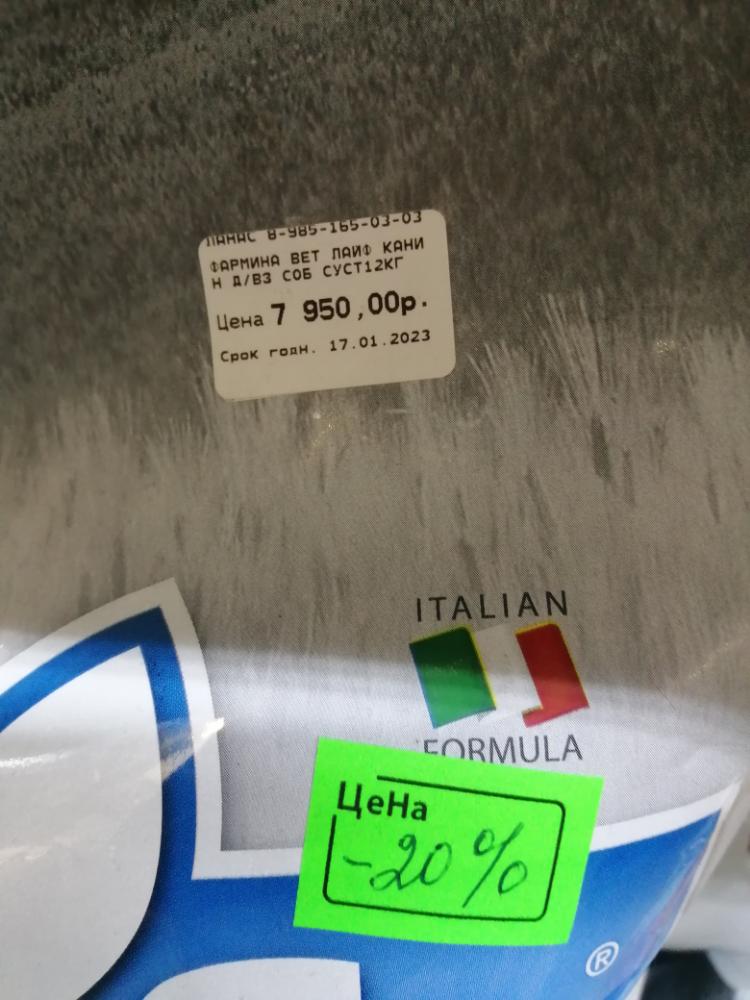 ПАНАС 8-985-165-03-03
ФАРМИНА ВЕТ ЛАЙФ КАНИ
Н Д/ВЗ СОБ СУСТ12КГ
Цена 7 950,00р.
Срок годн. 17.01.2023
ITALIAN
FORMULA
Цена
-20%
®